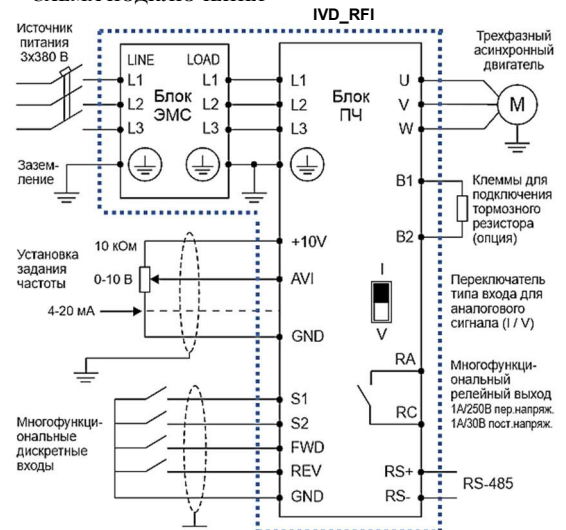 IVD_RFI
Источник
питания
3х380 В
LINE
LOAD
L1
L2
L3
Блок
ЭМС
L1
L2
L3
L1
L2
L3
Блок
ПЧ
U
V
W
Трехфазный
асинхронный
двигатель
M
Зазем-
ление
B1
B2
Клеммы для
подключения
тормозного
резистора
(опция)
Установка
задания
частоты
10 кОм
0-10 В
4-20 мА
+10V
AVI
GND
I
V
Переключатель
типа входа для
аналогового
сигнала (I / V)
RA
RC
Многофункци-
ональный
релейный выход
1А/250В пер.напряж.
1А/30В пост.напряж.
Многофункци-
ональные
дискретные
входы
S1
S2
FWD
REV
GND
RS+
RS-
RS-485